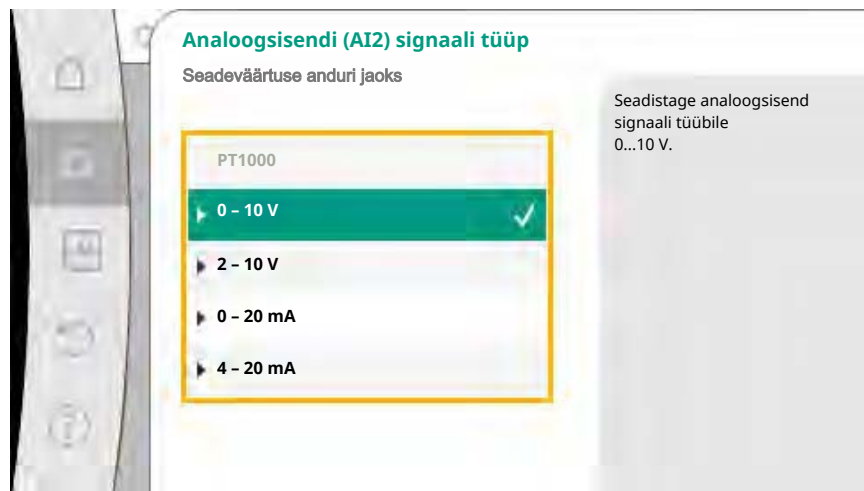 Analoogsisendi (AI2) signaali tüüp
Seadeväärtuse anduri jaoks
PT1000
0 – 10 V
2 – 10 V
0 – 20 mA
4 – 20 mA
Seadistage analoogsisend
signaali tüübile
0...10 V.